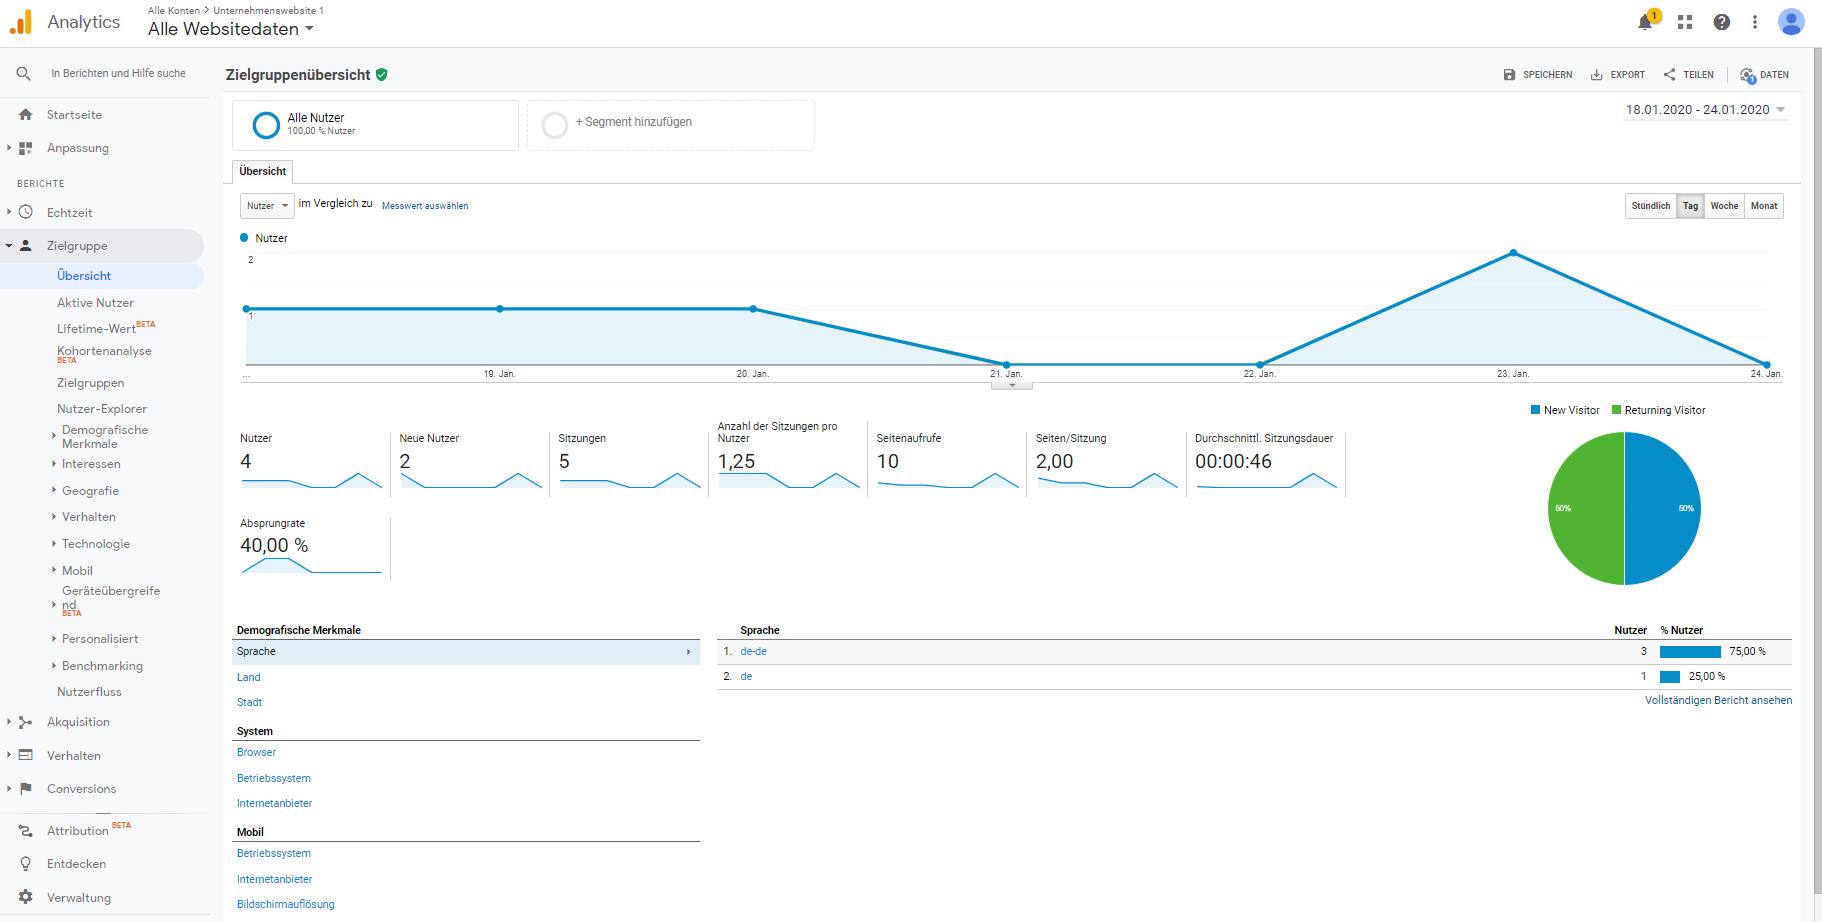 Analytics
Alle Konten > Unternehmenswebsite 1
Alle Websitedaten
1
In Berichten und Hilfe suche
Startseite
Anpassung
BERICHTE
Echtzeit
Zielgruppe
Übersicht
Aktive Nutzer
Lifetime-Wert BETA
Kohortenanalyse
BETA
Zielgruppen
Nutzer-Explorer
Demografische
Merkmale
Interessen
Geografie
Verhalten
Technologie
Mobil
Geräteübergreife
nd
BETA
Personalisiert
Benchmarking
Nutzerfluss
Akquisition
Verhalten
Conversions
Attribution BETA
Entdecken
Verwaltung
Zielgruppenübersicht
SPEICHERN
EXPORT
TEILEN
1
DATEN
Alle Nutzer
100,00 % Nutzer
+ Segment hinzufügen
18.01.2020 - 24.01.2020
Übersicht
Nutzer im Vergleich zu Messwert auswählen
Stündlich Tag Woche Monat
Nutzer
2
1
... 19. Jan. 20. Jan. 21. Jan. 22. Jan. 23. Jan. 24. Jan.
New Visitor Returning Visitor
50% 50%
Nutzer
4
Neue Nutzer
2
Sitzungen
5
Anzahl der Sitzungen pro
Nutzer
1,25
Seitenaufrufe
10
Seiten/Sitzung
2,00
Durchschnittl. Sitzungsdauer
00:00:46
Absprungrate
40,00 %
Demografische Merkmale
Sprache
Land
Stadt
System
Browser
Betriebssystem
Internetanbieter
Mobil
Betriebssystem
Internetanbieter
Bildschirmauflösung
Sprache Nutzer % Nutzer
1. de-de 3 75,00 %
2. de 1 25,00 %
Vollständigen Bericht ansehen